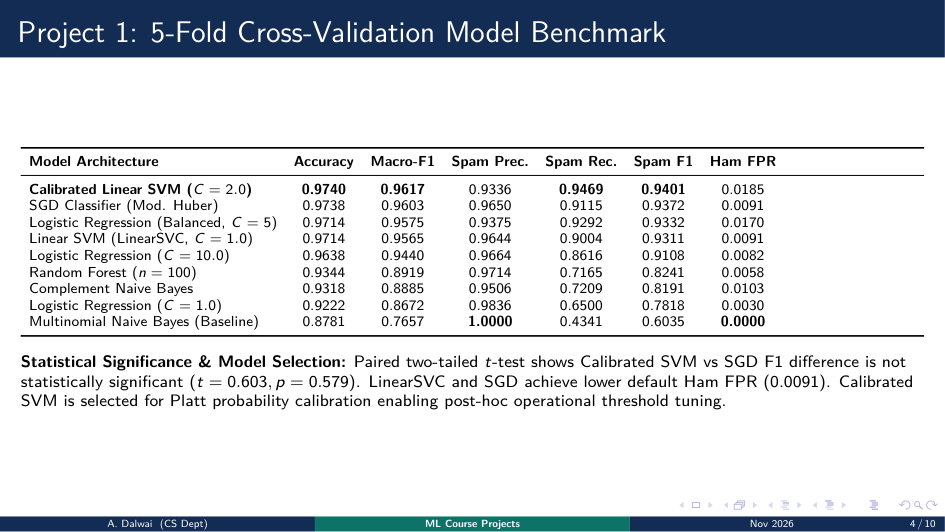 Project 1: 5-Fold Cross-Validation Model Benchmark
Model Architecture Accuracy Macro-F1 Spam Prec. Spam Rec. Spam F1 Ham FPR
Calibrated Linear SVM (C = 2.0) 0.9740 0.9617 0.9336 0.9469 0.9401 0.0185
SGD Classifier (Mod. Huber) 0.9738 0.9603 0.9650 0.9115 0.9372 0.0091
Logistic Regression (Balanced, C = 5) 0.9714 0.9575 0.9375 0.9292 0.9332 0.0170
Linear SVM (LinearSVC, C = 1.0) 0.9714 0.9565 0.9644 0.9004 0.9311 0.0091
Logistic Regression (C = 10.0) 0.9638 0.9440 0.9664 0.8616 0.9108 0.0082
Random Forest (n = 100) 0.9344 0.8919 0.9714 0.7165 0.8241 0.0058
Complement Naive Bayes 0.9318 0.8885 0.9506 0.7209 0.8191 0.0103
Logistic Regression (C = 1.0) 0.9222 0.8672 0.9836 0.6500 0.7818 0.0030
Multinomial Naive Bayes (Baseline) 0.8781 0.7657 1.0000 0.4341 0.6035 0.0000
Statistical Significance & Model Selection: Paired two-tailed t-test shows Calibrated SVM vs SGD F1 difference is not
statistically significant (t = 0.603, p = 0.579). LinearSVC and SGD achieve lower default Ham FPR (0.0091). Calibrated
SVM is selected for Platt probability calibration enabling post-hoc operational threshold tuning.
A. Dalwai (CS Dept) ML Course Projects Nov 2026 4 / 10